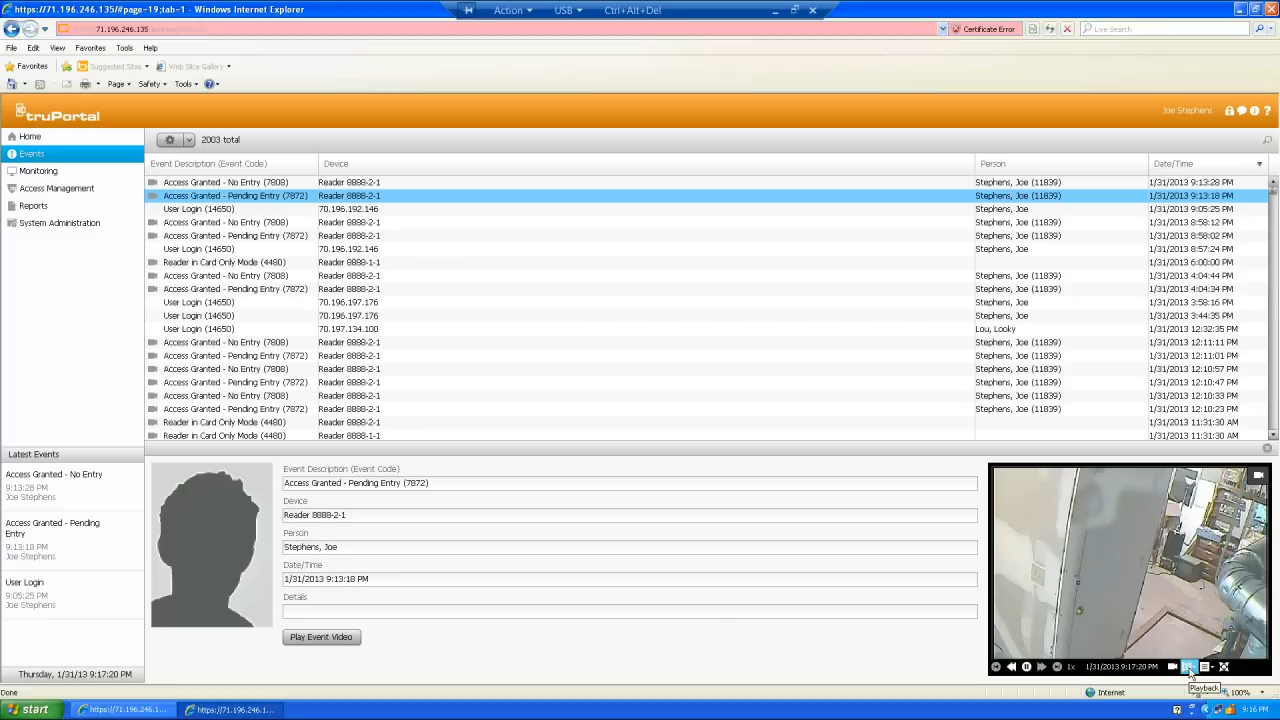 https://71.196.246.135/#page-19;tab=1 - Windows Internet Explorer
Action USB Ctrl+Alt+Del
71.196.246.135
Certificate Error
Live Search
File Edit View Favorites Tools Help
Favorites Suggested Sites Web Slice Gallery
Page Safety Tools
truPortal
Joe Stephens
Home
2003 total
Events
Monitoring
Access Management
Reports
System Administration
Event Description (Event Code) Device Person Date/Time
Access Granted - No Entry (7808) Reader 8888-2-1 Stephens, Joe (11839) 1/31/2013 9:13:28 PM
Access Granted - Pending Entry (7872) Reader 8888-2-1 Stephens, Joe (11839) 1/31/2013 9:13:18 PM
User Login (14650) 70.196.192.146 Stephens, Joe 1/31/2013 9:05:25 PM
Access Granted - No Entry (7808) Reader 8888-2-1 Stephens, Joe (11839) 1/31/2013 8:58:12 PM
Access Granted - Pending Entry (7872) Reader 8888-2-1 Stephens, Joe (11839) 1/31/2013 8:58:02 PM
User Login (14650) 70.196.192.146 Stephens, Joe 1/31/2013 8:57:24 PM
Reader in Card Only Mode (4480) Reader 8888-1-1 1/31/2013 6:00:00 PM
Access Granted - No Entry (7808) Reader 8888-2-1 Stephens, Joe (11839) 1/31/2013 4:04:44 PM
Access Granted - Pending Entry (7872) Reader 8888-2-1 Stephens, Joe (11839) 1/31/2013 4:04:34 PM
User Login (14650) 70.196.197.176 Stephens, Joe 1/31/2013 3:58:16 PM
User Login (14650) 70.196.197.176 Stephens, Joe 1/31/2013 3:44:35 PM
User Login (14650) 70.197.134.100 Lou, Looky 1/31/2013 12:32:35 PM
Access Granted - No Entry (7808) Reader 8888-2-1 Stephens, Joe (11839) 1/31/2013 12:11:11 PM
Access Granted - Pending Entry (7872) Reader 8888-2-1 Stephens, Joe (11839) 1/31/2013 12:11:01 PM
Access Granted - No Entry (7808) Reader 8888-2-1 Stephens, Joe (11839) 1/31/2013 12:10:57 PM
Access Granted - Pending Entry (7872) Reader 8888-2-1 Stephens, Joe (11839) 1/31/2013 12:10:47 PM
Access Granted - No Entry (7808) Reader 8888-2-1 Stephens, Joe (11839) 1/31/2013 12:10:33 PM
Access Granted - Pending Entry (7872) Reader 8888-2-1 Stephens, Joe (11839) 1/31/2013 12:10:23 PM
Reader in Card Only Mode (4480) Reader 8888-2-1 1/31/2013 11:31:30 AM
Reader in Card Only Mode (4480) Reader 8888-1-1 1/31/2013 11:31:30 AM
Latest Events
Access Granted - No Entry
9:13:28 PM
Joe Stephens
Access Granted - Pending
Entry
9:13:18 PM
Joe Stephens
User Login
9:05:25 PM
Joe Stephens
Thursday, 1/31/13 9:17:20 PM
Event Description (Event Code)
Access Granted - Pending Entry (7872)
Device
Reader 8888-2-1
Person
Stephens, Joe
Date/Time
1/31/2013 9:13:18 PM
Details
Play Event Video
1x 1/31/2013 9:17:20 PM
Playback
Done Internet 100%
start https://71.196.246.1... https://71.196.246.1... 9:16 PM